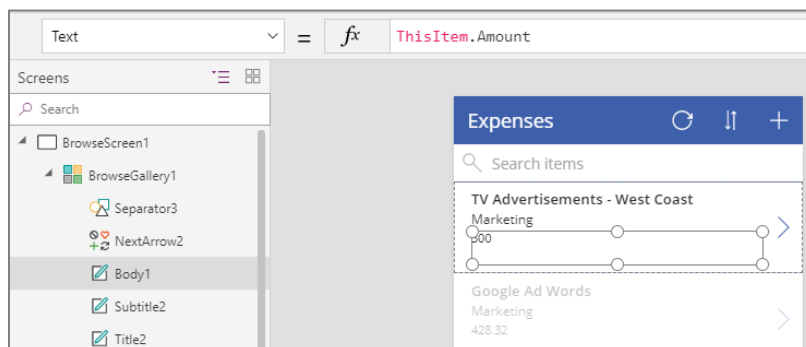 Text = fx ThisItem.Amount
Screens
Search
BrowseScreen1
BrowseGallery1
Separator3
NextArrow2
Body1
Subtitle2
Title2
Expenses
Search items
TV Advertisements - West Coast
Marketing
300
Google Ad Words
Marketing
428.32